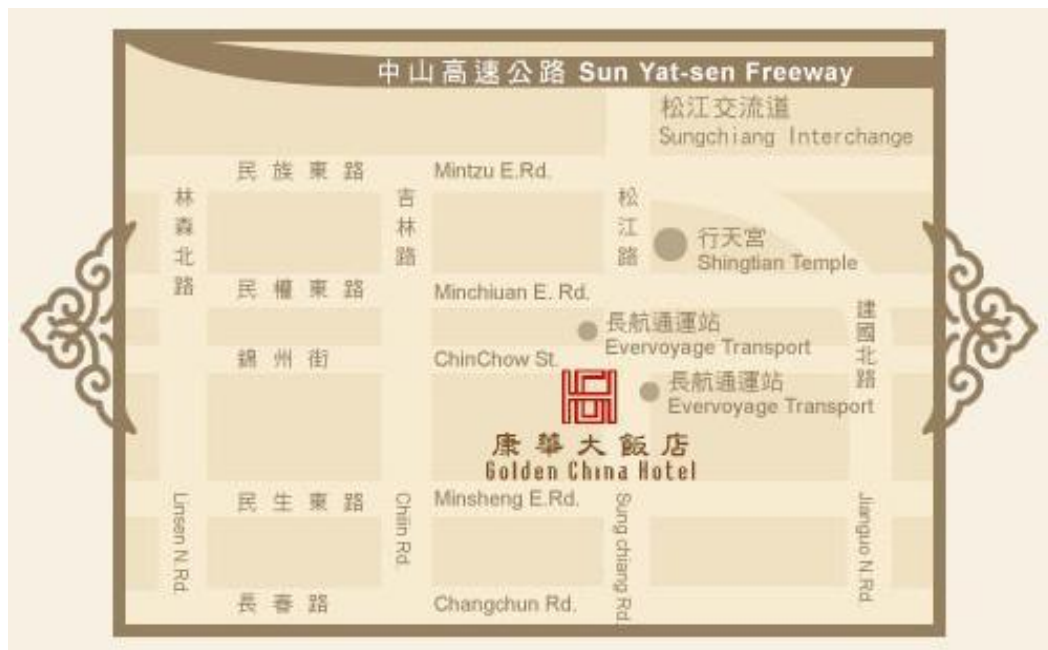 中山高速公路 Sun Yat-sen Freeway
松江交流道
Sungchiang Interchange
民族東路 Mintzu E.Rd.
林森北路
吉林路
松江路
行天宮
Shingtian Temple
民權東路 Minchiuan E. Rd.
建國北路
長航通運站
Evervoyage Transport
錦州街 ChinChow St.
長航通運站
Evervoyage Transport
康華大飯店
Golden China Hotel
民生東路 Minsheng E.Rd.
Linsen N.Rd
Chiin Rd.
Sung chiang Rd.
Jianguo N.Rd
長春路 Changchun Rd.